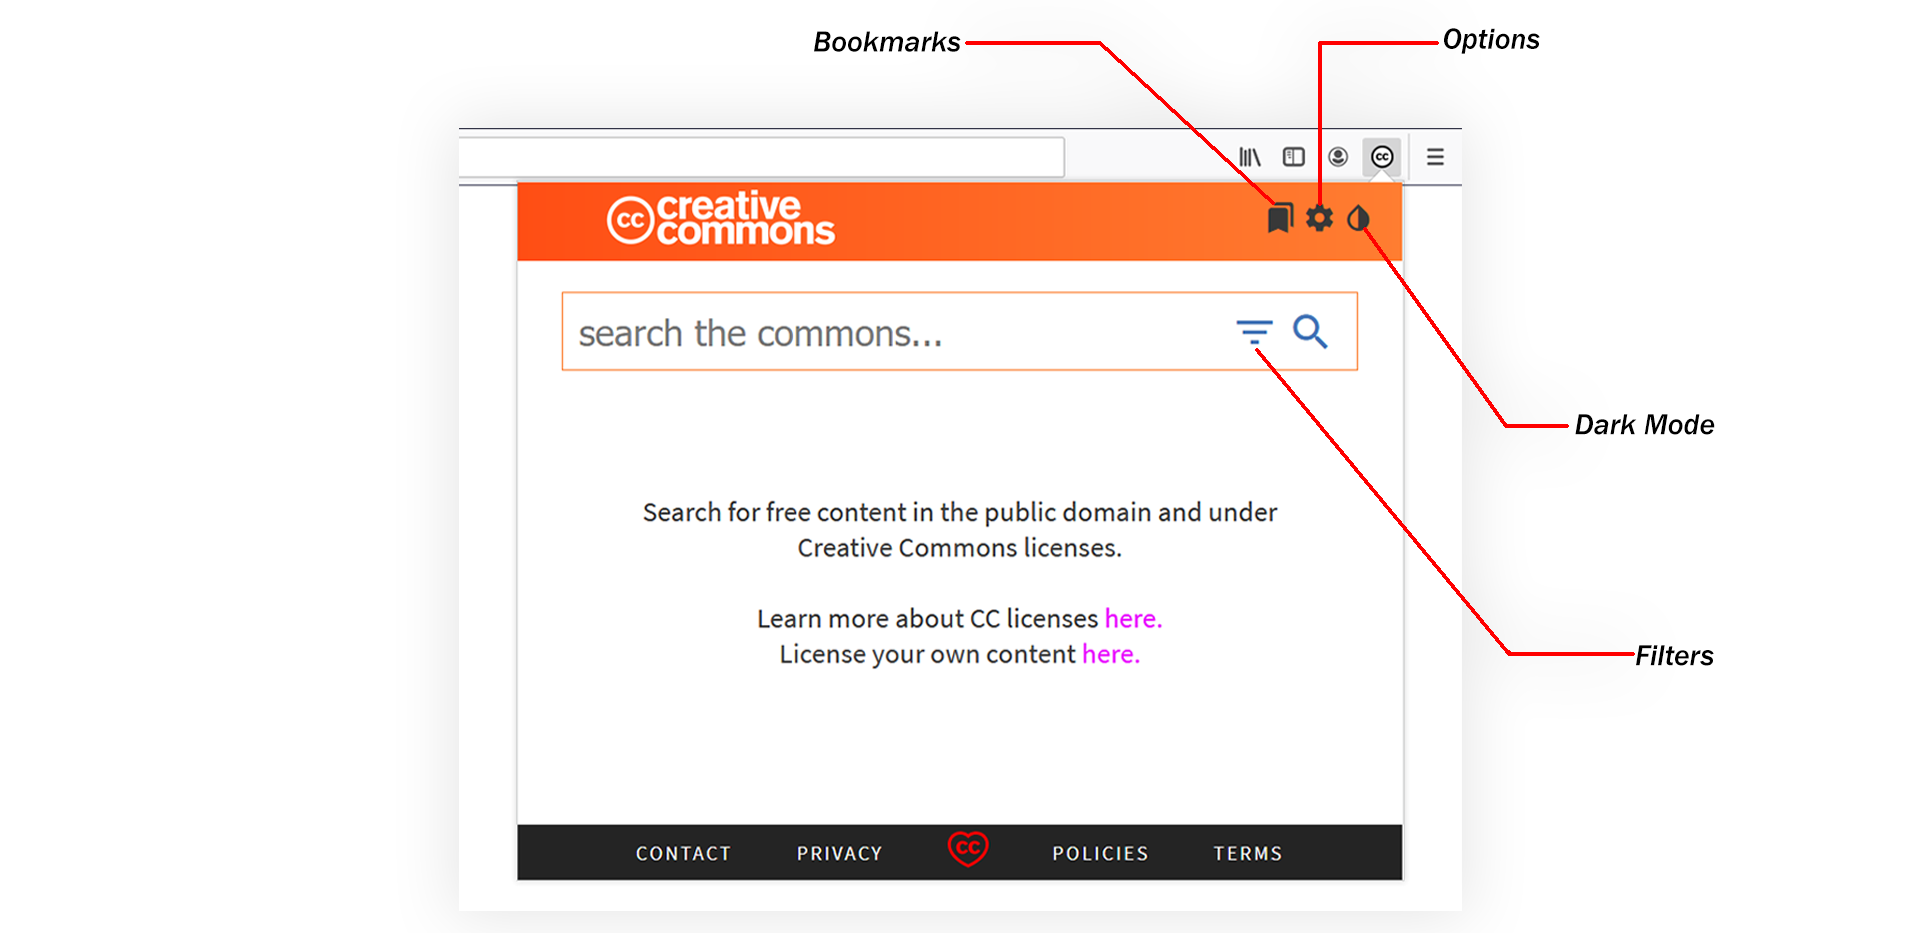 Bookmarks
Options
cc
cc creative
commons
search the commons...
Dark Mode
Search for free content in the public domain and under
Creative Commons licenses.
Learn more about CC licenses here.
License your own content here.
Filters
CONTACT PRIVACY CC POLICIES TERMS